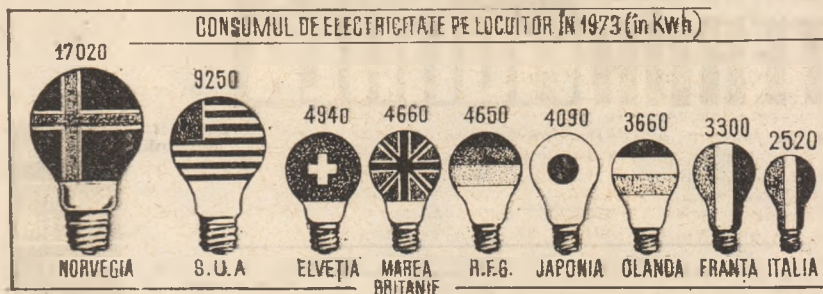 CONSUMUL DE ELECTRICITATE PE LOCUITOR ÎN 1973 (în KWh)
17020 9250 4940 4660 4650 4090 3660 3300 2520
NORVEGIA S.U.A ELVEȚIA MAREA BRITANIE R.F.G. JAPONIA OLANDA FRANTA ITALIA